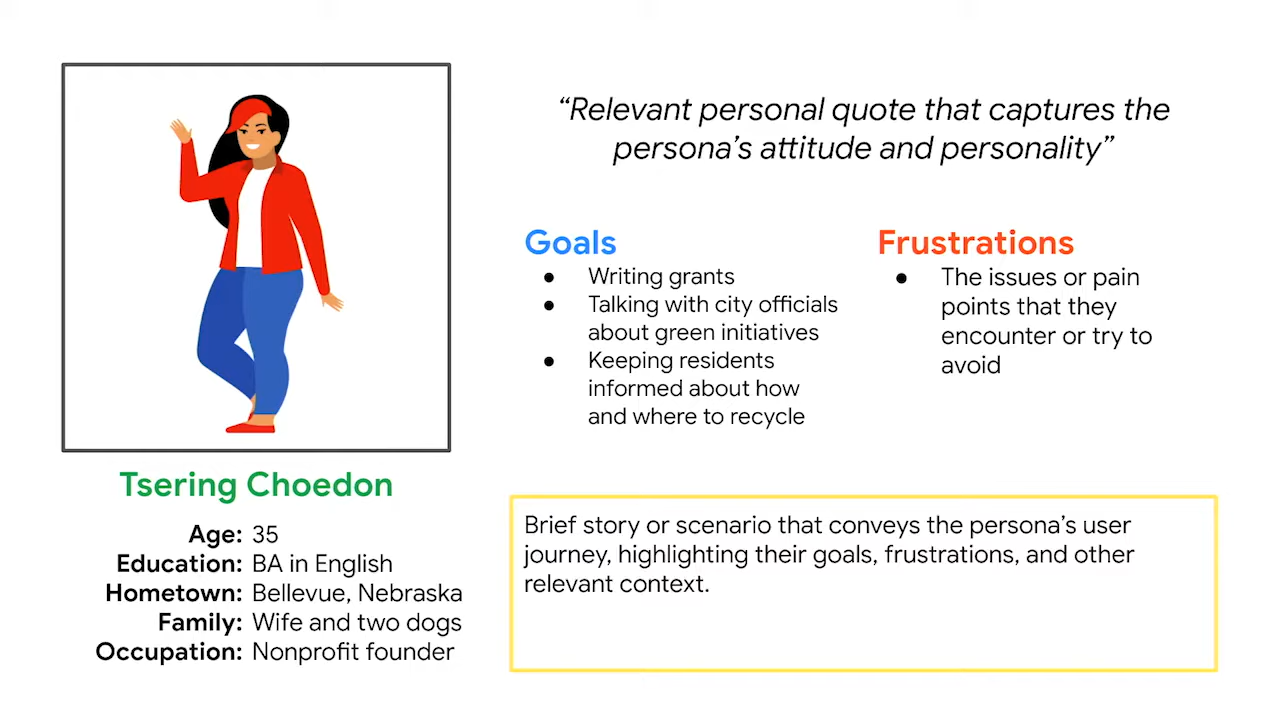 “Relevant personal quote that captures the
persona’s attitude and personality”
Goals
● Writing grants
● Talking with city officials
about green initiatives
● Keeping residents
informed about how
and where to recycle
Frustrations
● The issues or pain
points that they
encounter or try to
avoid
Tsering Choedon
Age: 35
Education: BA in English
Hometown: Bellevue, Nebraska
Family: Wife and two dogs
Occupation: Nonprofit founder
Brief story or scenario that conveys the persona’s user
journey, highlighting their goals, frustrations, and other
relevant context.